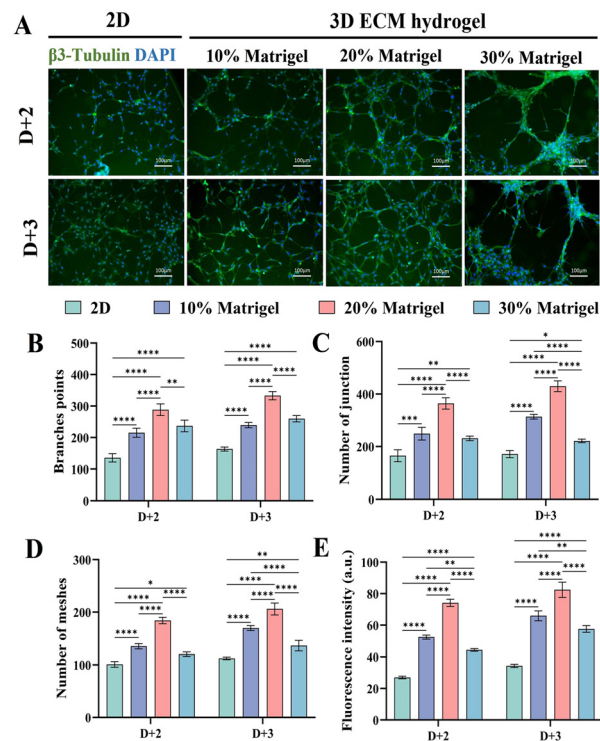 A
2D
3D ECM hydrogel
β3-Tubulin DAPI
10% Matrigel
20% Matrigel
30% Matrigel
D+2
100μm
100μm
100μm
100μm
D+3
100μm
100μm
100μm
100μm
2D
10% Matrigel
20% Matrigel
30% Matrigel
B
Branches points
500
400
300
200
100
0
****
****
****
**
****
****
****
****
****
****
D+2
D+3
C
Number of junction
600
400
200
0
**
****
****
***
****
*
****
****
****
****
****
D+2
D+3
D
Number of meshes
300
200
100
0
*
****
****
****
****
**
****
****
****
****
****
D+2
D+3
E
Fluorescence intensity (a.u.)
100
80
60
40
20
0
****
**
****
****
****
****
****
**
****
****
****
****
D+2
D+3